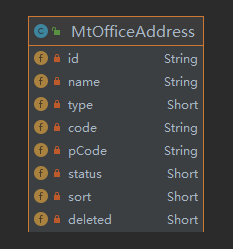 MtOfficeAddress
id String
name String
type Short
code String
pCode String
status Short
sort Short
deleted Short